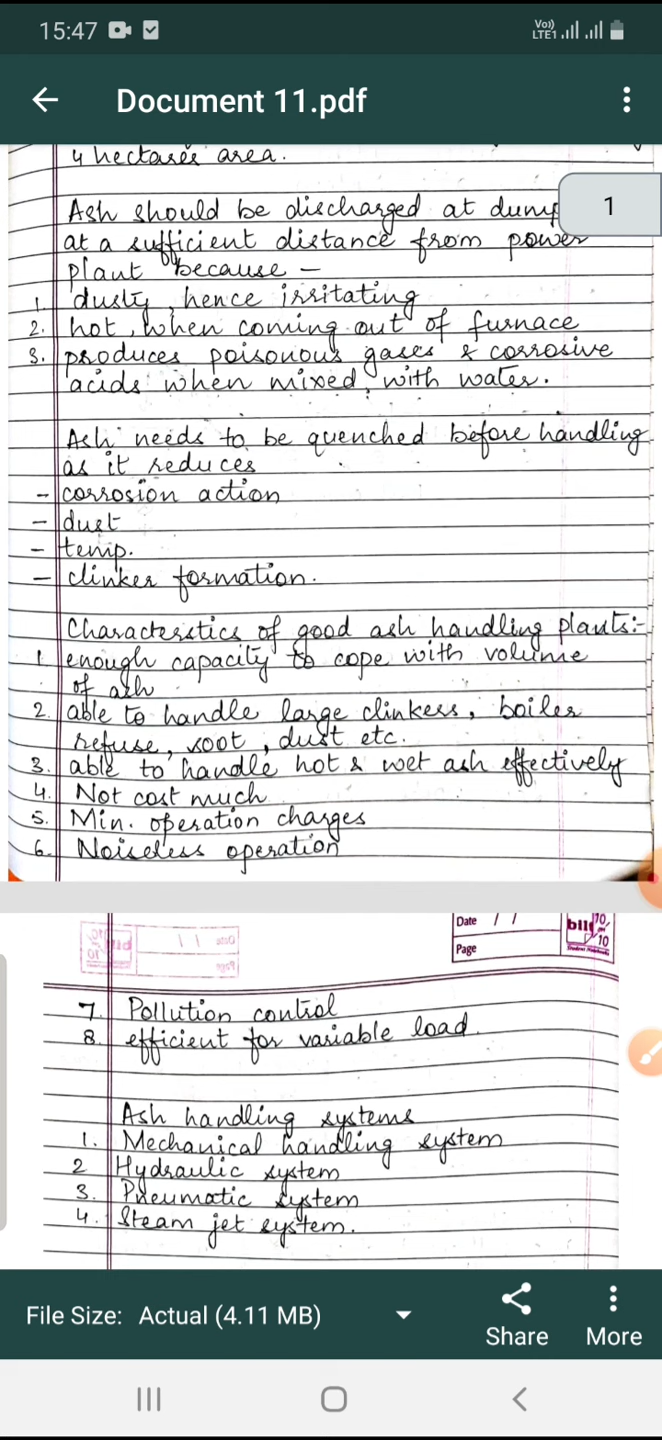 15:47
Vo)) LTE1
Document 11.pdf
4 hectares area.
1
Ash should be discharged at dump
at a sufficient distance from power
plant because –
1. dusty, hence irritating
2. hot, when coming out of furnace
3. produces poisonous gases & corrosive
acids when mixed with water.
Ash needs to be quenched before handling
as it reduces
– corrosion action
– dust
– temp.
– clinker formation.
Characterstics of good ash handling plants:-
1. enough capacity to cope with volume
of ash
2. able to handle large clinkers, boiler
refuse, soot, dust etc.
3. able to handle hot & wet ash effectively
4. Not cost much
5. Min. operation charges
6. Noiseless operation
Date / /
Page
7. Pollution control
8. efficient for variable load.
Ash handling systems
1. Mechanical handling system
2 Hydraulic system
3. Pneumatic system
4. Steam jet system.
File Size: Actual (4.11 MB)
Share
More